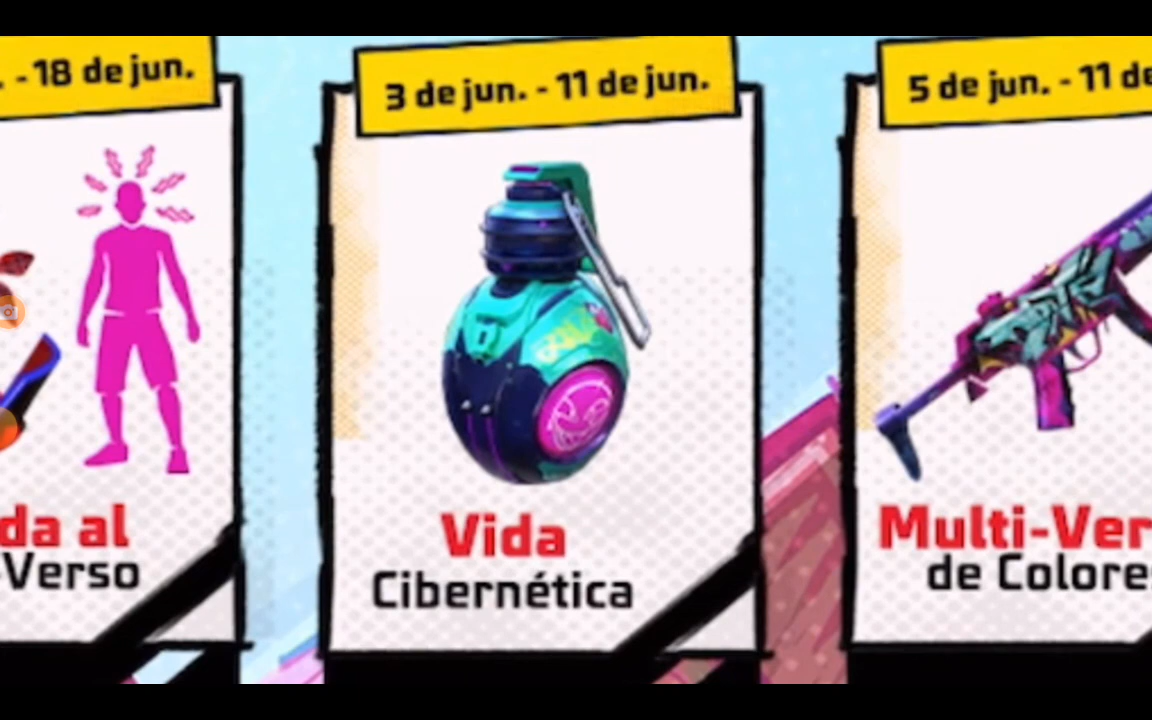 . - 18 de jun.
3 de jun. - 11 de jun.
5 de jun. - 11 de
da al
-Verso
Vida
Cibernética
Multi-Ver
de Colore